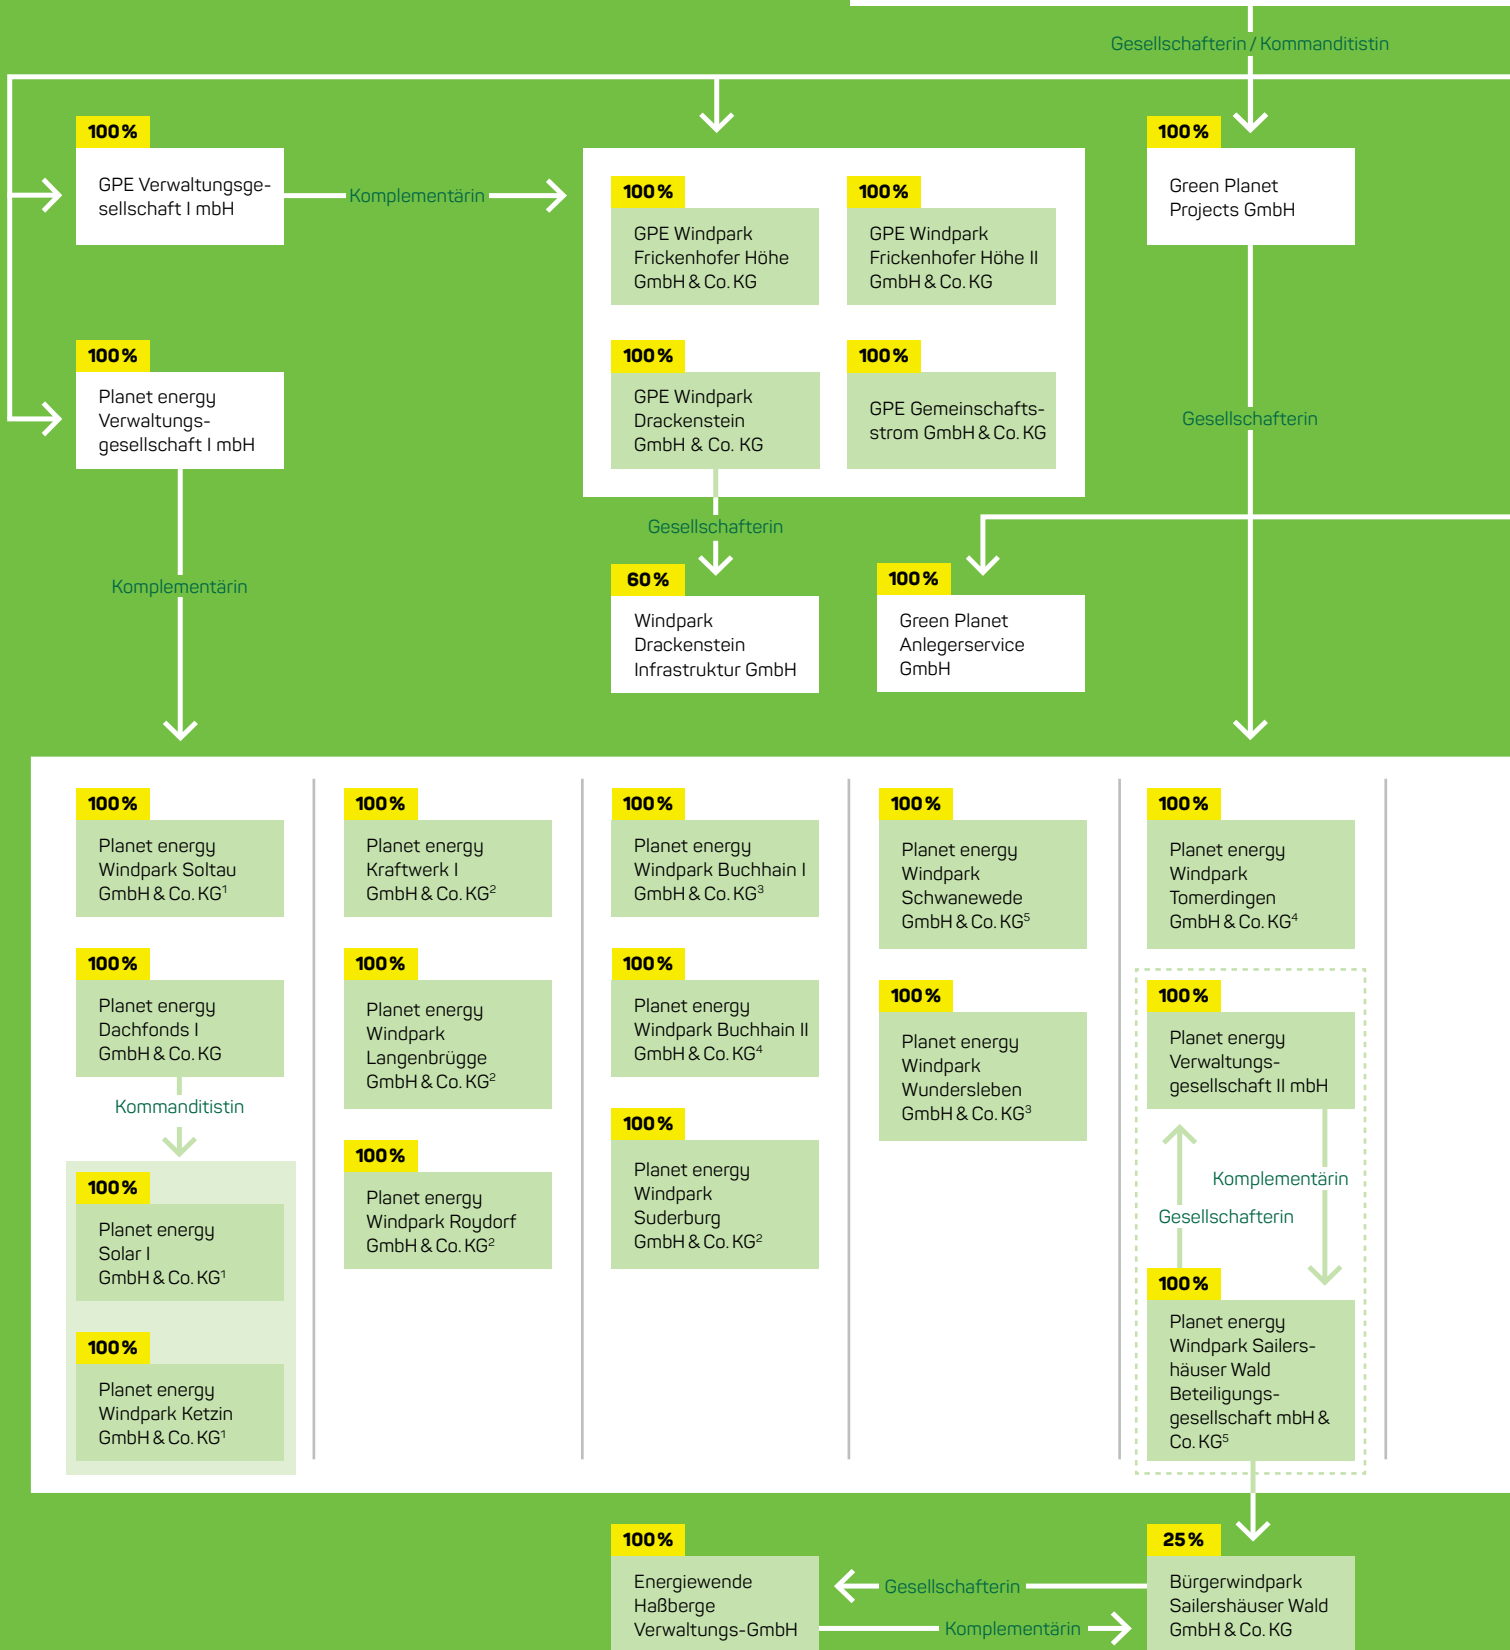 Gesellschafterin / Kommanditistin
100 %
GPE Verwaltungsge-
sellschaft I mbH
Komplementärin
100 %
GPE Windpark
Frickenhofer Höhe
GmbH & Co. KG
100 %
GPE Windpark
Frickenhofer Höhe II
GmbH & Co. KG
100 %
Green Planet
Projects GmbH
100 %
Planet energy
Verwaltungs-
gesellschaft I mbH
100 %
GPE Windpark
Drackenstein
GmbH & Co. KG
100 %
GPE Gemeinschafts-
strom GmbH & Co. KG
Gesellschafterin
Gesellschafterin
Komplementärin
60 %
Windpark
Drackenstein
Infrastruktur GmbH
100 %
Green Planet
Anlegerservice
GmbH
100 %
Planet energy
Windpark Soltau
GmbH & Co. KG¹
100 %
Planet energy
Dachfonds I
GmbH & Co. KG
Kommanditistin
100 %
Planet energy
Solar I
GmbH & Co. KG¹
100 %
Planet energy
Windpark Ketzin
GmbH & Co. KG¹
100 %
Planet energy
Kraftwerk I
GmbH & Co. KG²
100 %
Planet energy
Windpark
Langenbrügge
GmbH & Co. KG²
100 %
Planet energy
Windpark Roydorf
GmbH & Co. KG²
100 %
Planet energy
Windpark Buchhain I
GmbH & Co. KG³
100 %
Planet energy
Windpark Buchhain II
GmbH & Co. KG⁴
100 %
Planet energy
Windpark
Suderburg
GmbH & Co. KG²
100 %
Planet energy
Windpark
Schwanewede
GmbH & Co. KG⁵
100 %
Planet energy
Windpark
Wundersleben
GmbH & Co. KG³
100 %
Planet energy
Windpark
Tomerdingen
GmbH & Co. KG⁴
100 %
Planet energy
Verwaltungs-
gesellschaft II mbH
Komplementärin
Gesellschafterin
100 %
Planet energy
Windpark Sailers-
häuser Wald
Beteiligungs-
gesellschaft mbH &
Co. KG⁵
100 %
Energiewende
Haßberge
Verwaltungs-GmbH
Gesellschafterin
Komplementärin
25 %
Bürgerwindpark
Sailershäuser Wald
GmbH & Co. KG